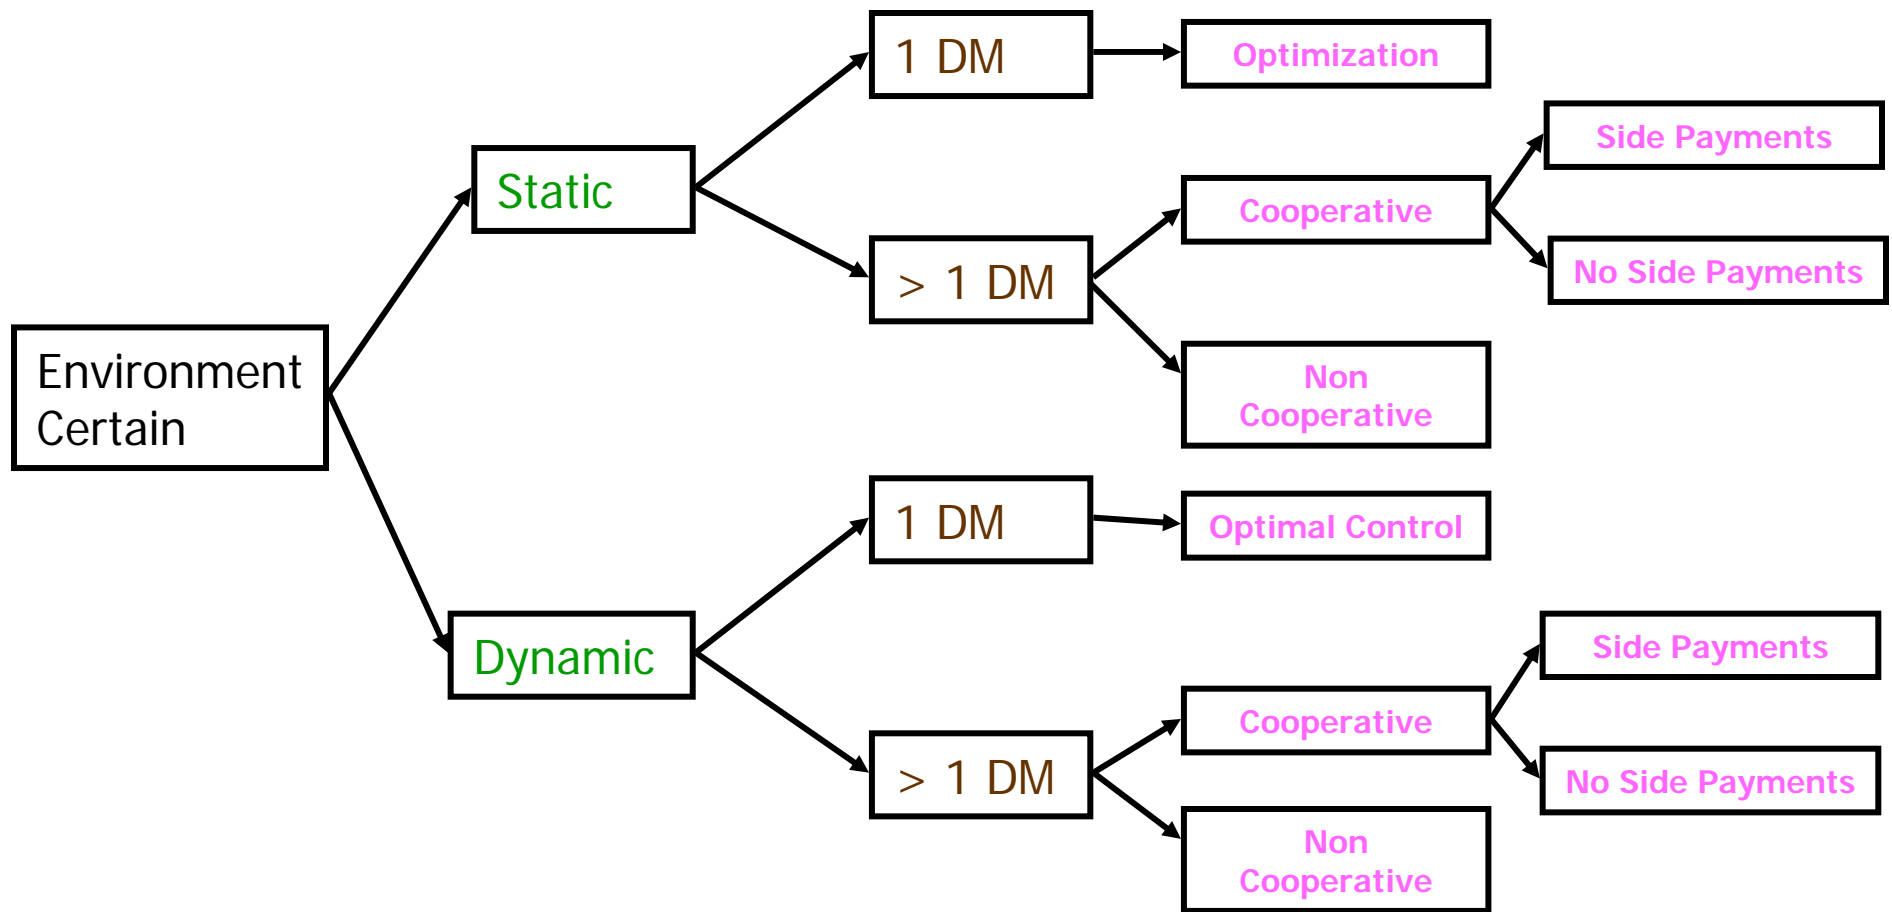 1 DM
Optimization
Side Payments
Static
Cooperative
> 1 DM
No Side Payments
Environment
Certain
Non
Cooperative
1 DM
Optimal Control
Dynamic
Side Payments
Cooperative
> 1 DM
No Side Payments
Non
Cooperative